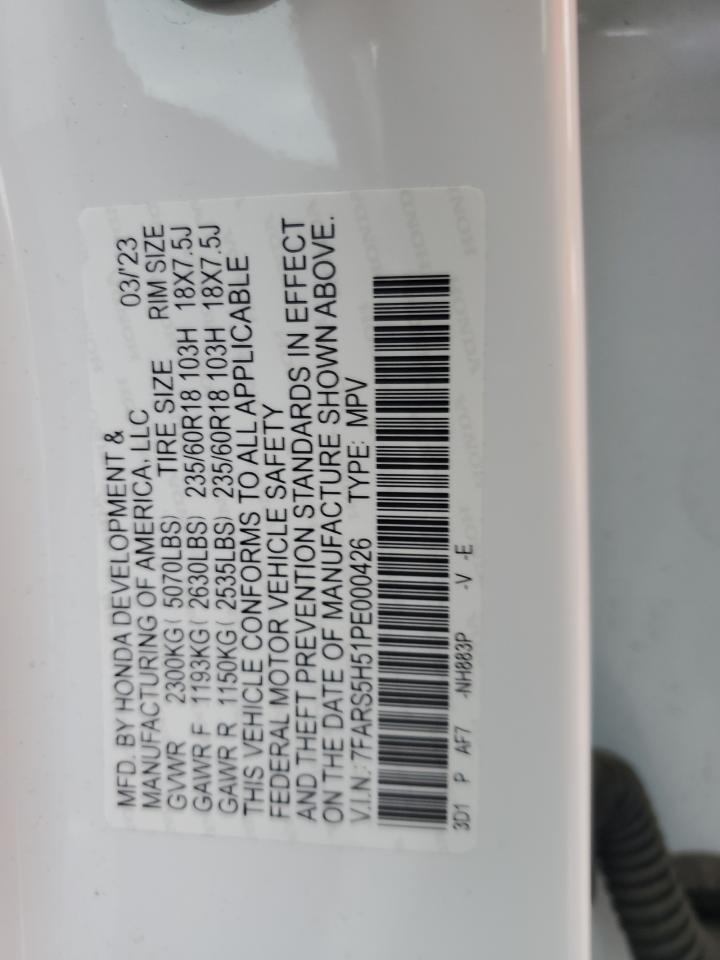 MFD. BY HONDA DEVELOPMENT & 03/'23
MANUFACTURING OF AMERICA, LLC
GVWR 2300KG( 5070LBS) TIRE SIZE RIM SIZE
GAWR F 1193KG( 2630LBS) 235/60R18 103H 18X7.5J
GAWR R 1150KG( 2535LBS) 235/60R18 103H 18X7.5J
THIS VEHICLE CONFORMS TO ALL APPLICABLE
FEDERAL MOTOR VEHICLE SAFETY
AND THEFT PREVENTION STANDARDS IN EFFECT
ON THE DATE OF MANUFACTURE SHOWN ABOVE.
V.I.N.: 7FARS5H51PE000426 TYPE: MPV
3D1 P AF7 -NH883P -V -E